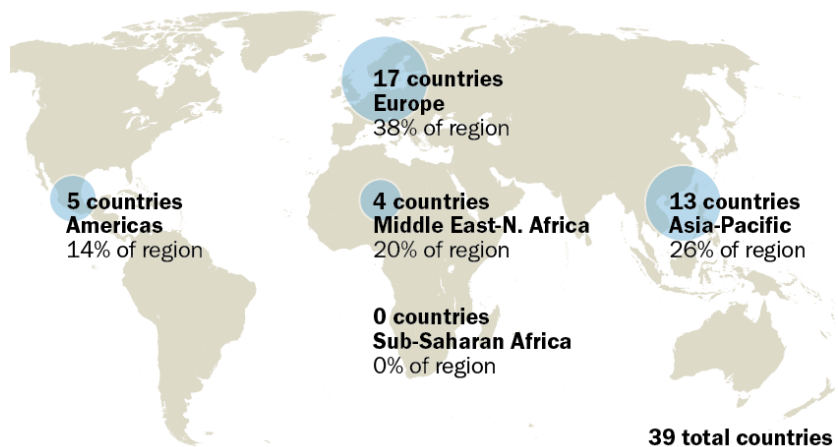 17 countries
Europe
38% of region
5 countries
Americas
14% of region
4 countries
Middle East-N. Africa
20% of region
13 countries
Asia-Pacific
26% of region
0 countries
Sub-Saharan Africa
0% of region
39 total countries